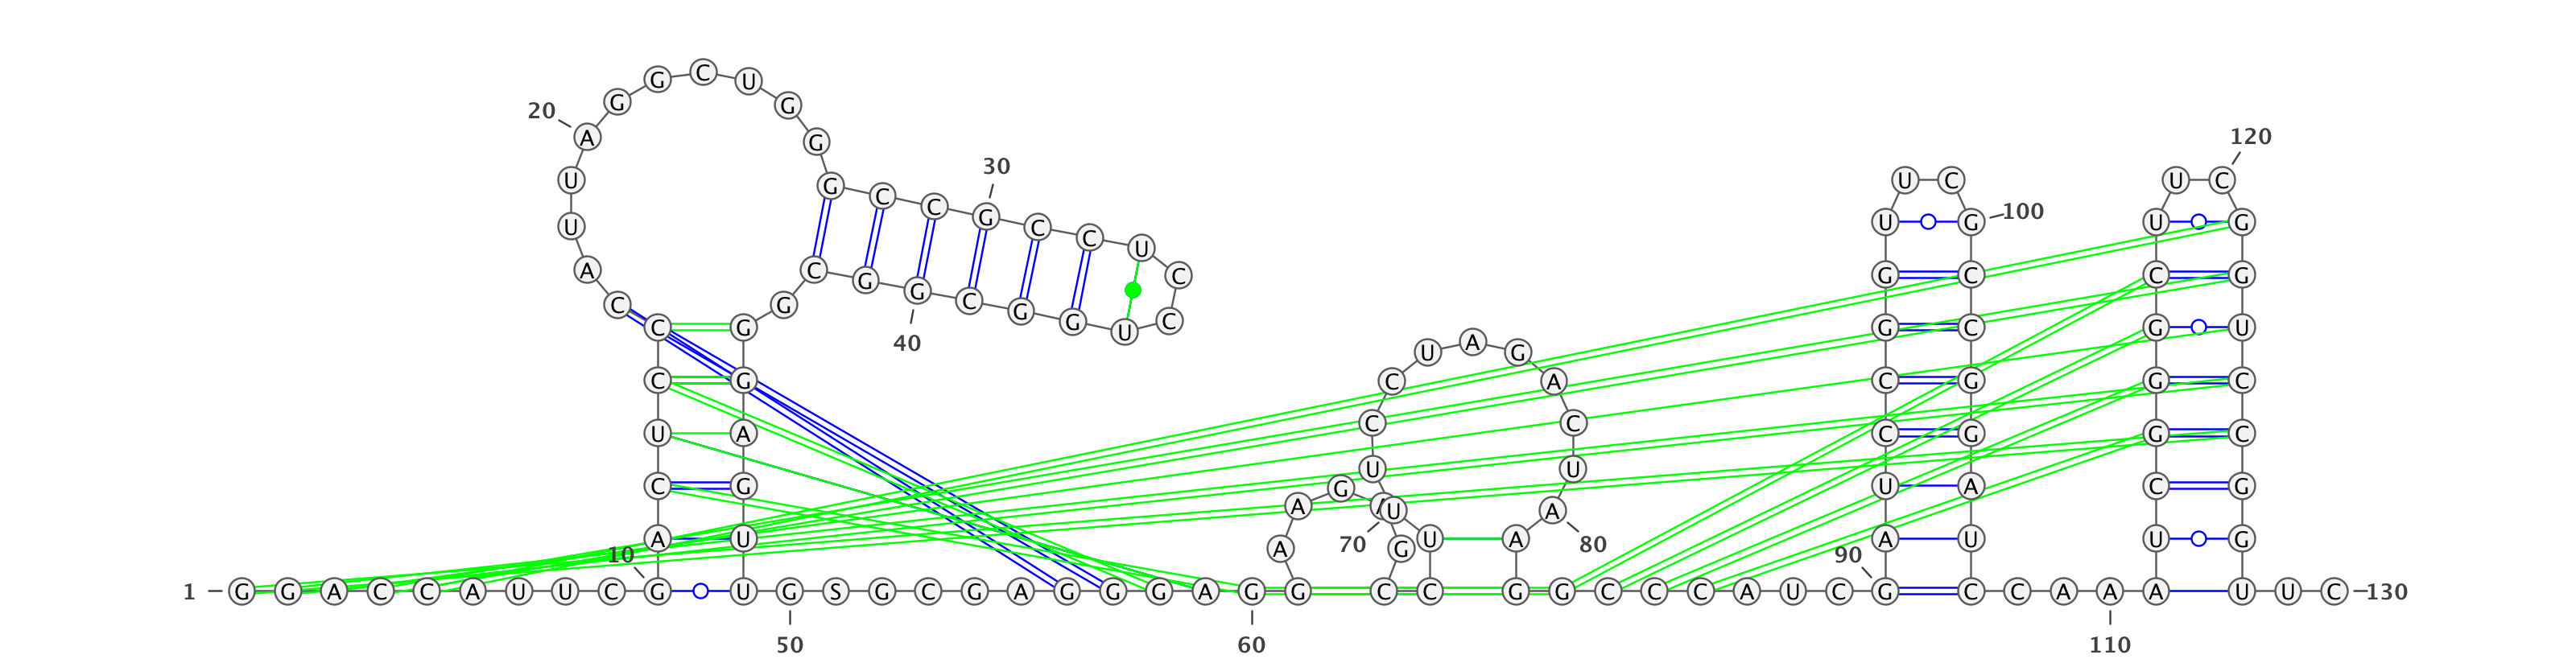 1
G G A C C A U U C
10
G A C U C C C A U U
20
A G G C U G G G C C
30
G C C U C C U G G C
40
G G C G G G A G U U
50
G S G C G A G G G A
60
G G A A G A G C C U
70
U U C C U A G A C U
80
A A G G C C C A U C
90
G A U C C G G U U C
100
G C C G G A U C C A
110
A A U C G G G C U U
120
C G G U C C G G U U C
130